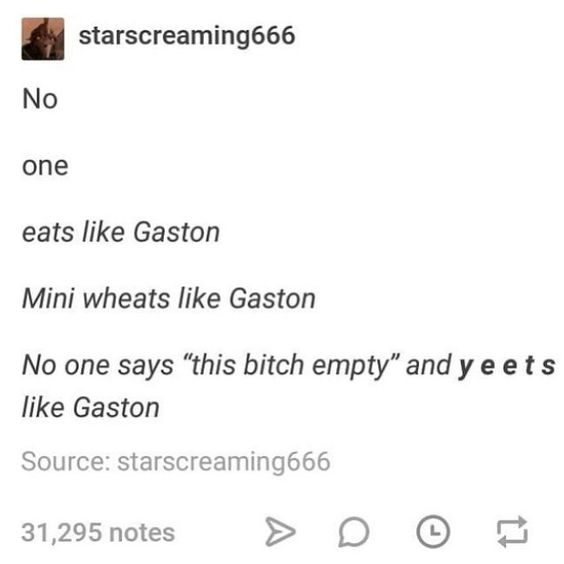 starscreaming666
No
one
eats like Gaston
Mini wheats like Gaston
No one says “this bitch empty” and y e e t s
like Gaston
Source: starscreaming666
31,295 notes